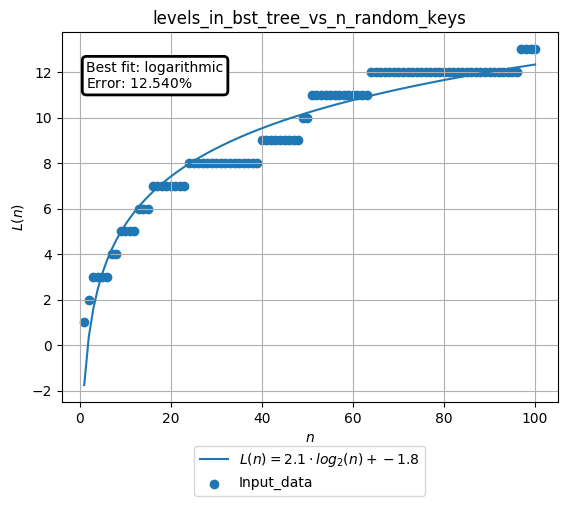 levels_in_bst_tree_vs_n_random_keys
Best fit: logarithmic
Error: 12.540%
L(n)
12
10
8
6
4
2
0
−2
0 20 40 60 80 100
n
L(n) = 2.1 · log₂(n) + −1.8
Input_data